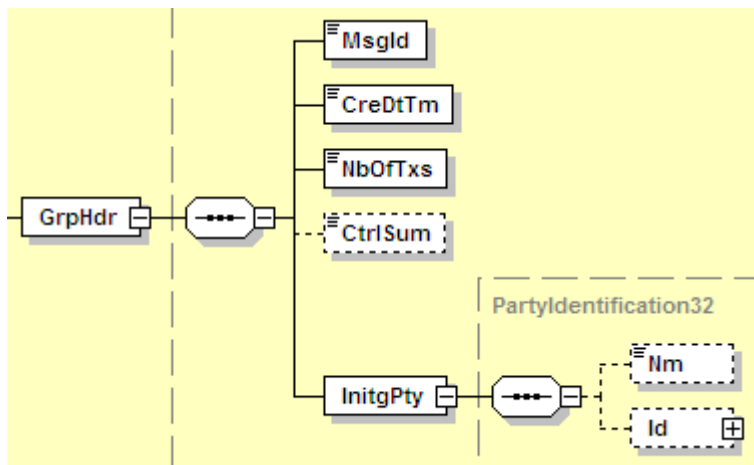 MsgId
CreDtTm
NbOfTxs
GrpHdr
CtrlSum
PartyIdentification32
Nm
InitgPty
Id